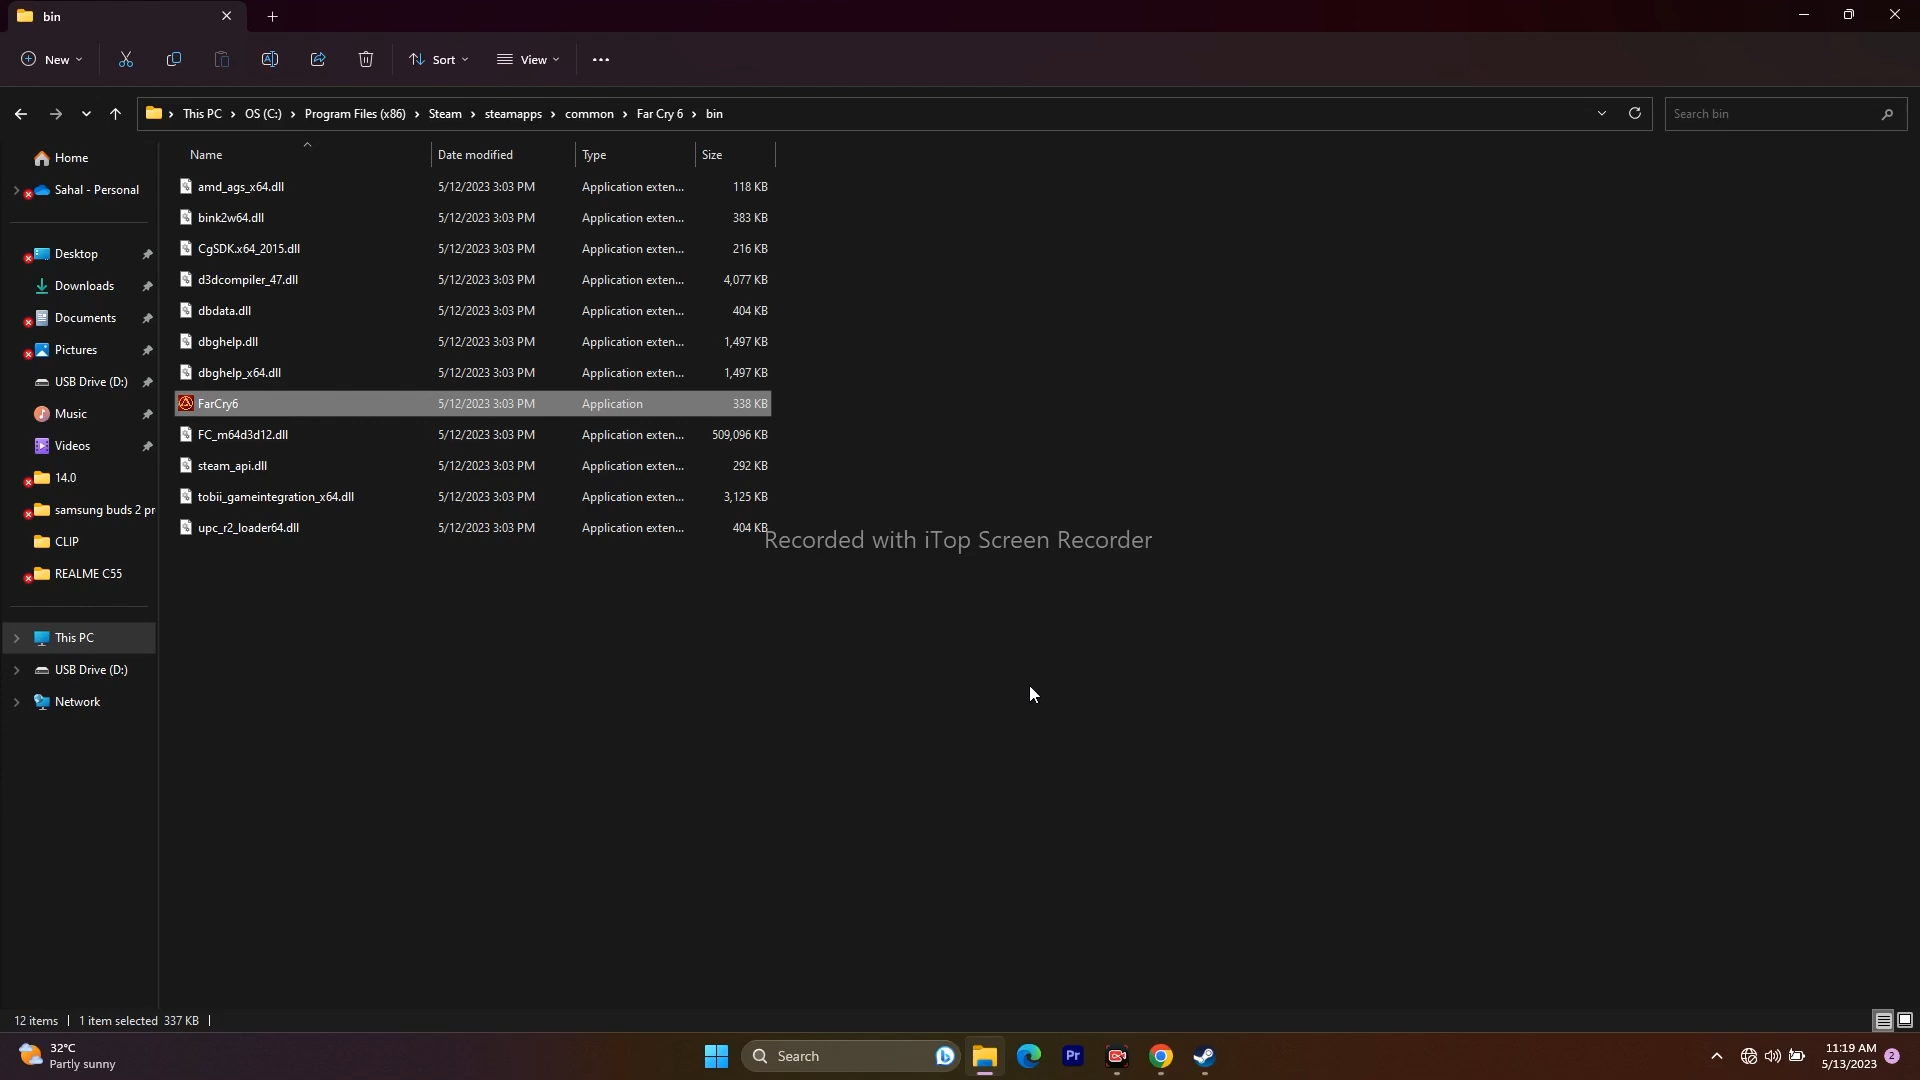 bin
New
Sort
View
This PC > OS (C:) > Program Files (x86) > Steam > steamapps > common > Far Cry 6 > bin
Search bin
Name Date modified Type Size
Home
Sahal - Personal
Desktop
Downloads
Documents
Pictures
USB Drive (D:)
Music
Videos
14.0
samsung buds 2 pr
CLIP
REALME C55
This PC
USB Drive (D:)
Network
amd_ags_x64.dll 5/12/2023 3:03 PM Application exten... 118 KB
bink2w64.dll 5/12/2023 3:03 PM Application exten... 383 KB
CgSDK.x64_2015.dll 5/12/2023 3:03 PM Application exten... 216 KB
d3dcompiler_47.dll 5/12/2023 3:03 PM Application exten... 4,077 KB
dbdata.dll 5/12/2023 3:03 PM Application exten... 404 KB
dbghelp.dll 5/12/2023 3:03 PM Application exten... 1,497 KB
dbghelp_x64.dll 5/12/2023 3:03 PM Application exten... 1,497 KB
FarCry6 5/12/2023 3:03 PM Application 338 KB
FC_m64d3d12.dll 5/12/2023 3:03 PM Application exten... 509,096 KB
steam_api.dll 5/12/2023 3:03 PM Application exten... 292 KB
tobii_gameintegration_x64.dll 5/12/2023 3:03 PM Application exten... 3,125 KB
upc_r2_loader64.dll 5/12/2023 3:03 PM Application exten... 404 KB
Recorded with iTop Screen Recorder
12 items | 1 item selected 337 KB |
32°C
Partly sunny
Search
Pr
11:19 AM
5/13/2023
2